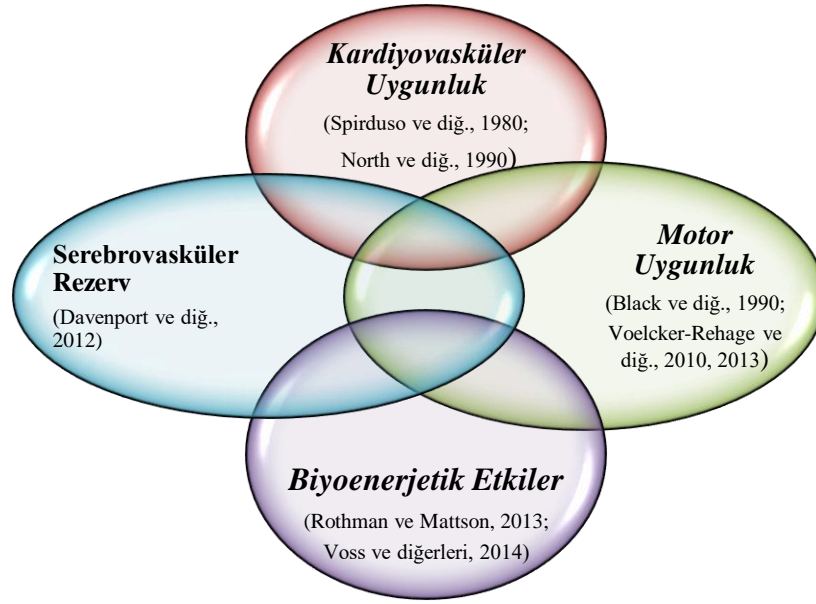 Kardiyovasküler
Uygunluk
(Spirduso ve diğ., 1980;
North ve diğ., 1990)
Serebrovasküler
Rezerv
(Davenport ve diğ.,
2012)
Motor
Uygunluk
(Black ve diğ., 1990;
Voelcker-Rehage ve
diğ., 2010, 2013)
Biyoenerjetik Etkiler
(Rothman ve Mattson, 2013;
Voss ve diğerleri, 2014)